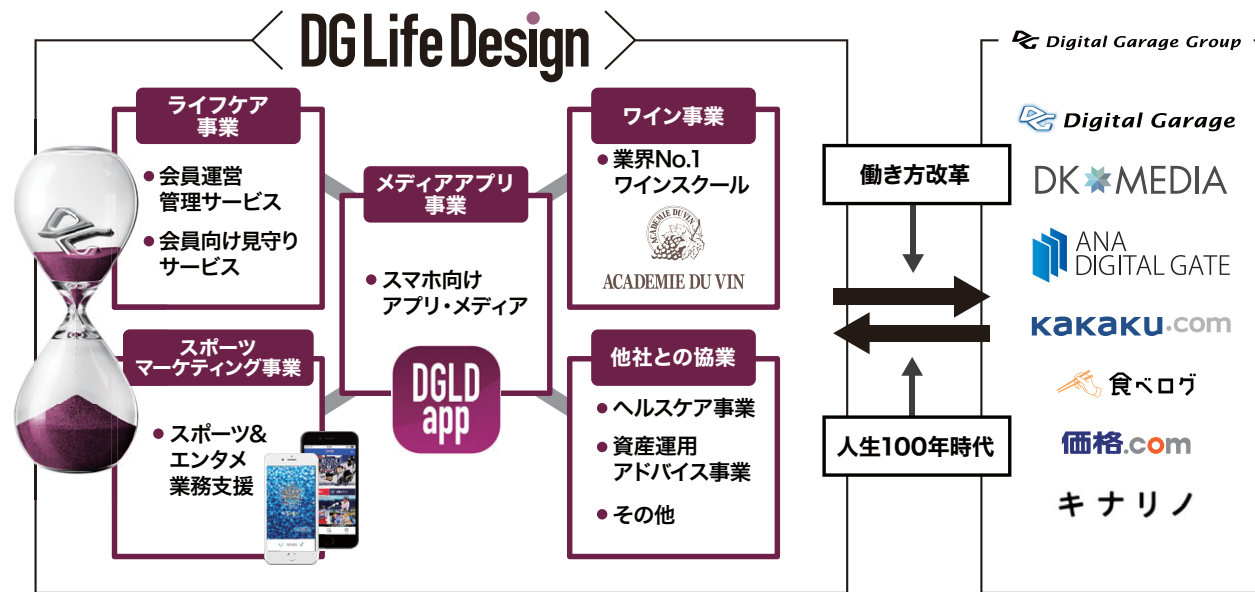 DG Life Design
ライフケア
事業
• 会員運営
管理サービス
• 会員向け見守り
サービス
スポーツ
マーケティング事業
• スポーツ&
エンタメ
業務支援
メディアアプリ
事業
• スマホ向け
アプリ・メディア
DGLD
app
ワイン事業
• 業界No.1
ワインスクール
ACADEMIE DU VIN
ACADEMIE DU VIN
他社との協業
• ヘルスケア事業
• 資産運用
アドバイス事業
• その他
働き方改革
人生100年時代
DG Digital Garage Group
DG Digital Garage
DK MEDIA
ANA
DIGITAL GATE
kakaku.com
食べログ
価格.com
キナリノ